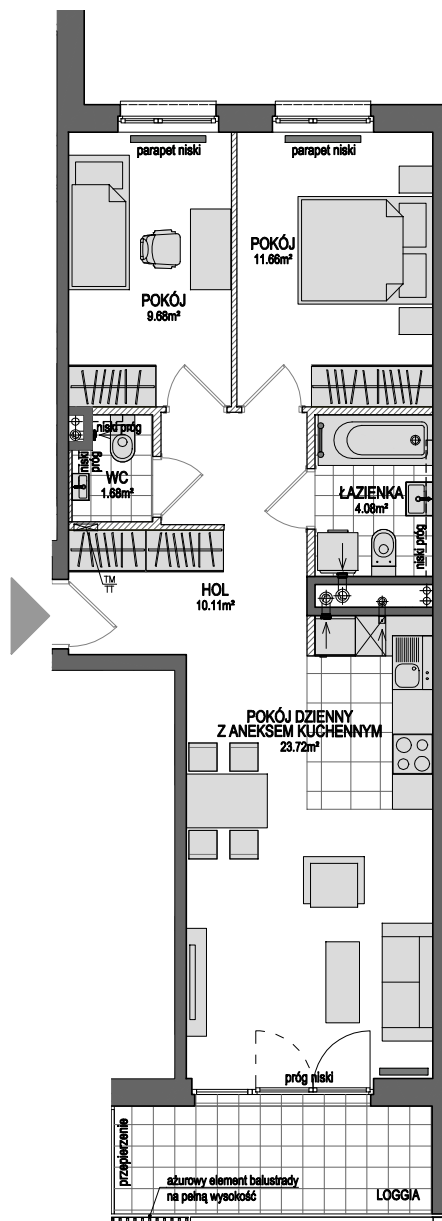 parapet niski
parapet niski
POKÓJ
11.66m²
POKÓJ
9.68m²
niski próg
niski
próg
WC
1.68m²
ŁAZIENKA
4.08m²
niski próg
TM
TT
HOL
10.11m²
POKÓJ DZIENNY
Z ANEKSEM KUCHENNYM
23.72m²
próg niski
przepierzenie
ażurowy element balustrady
na pełną wysokość
LOGGIA